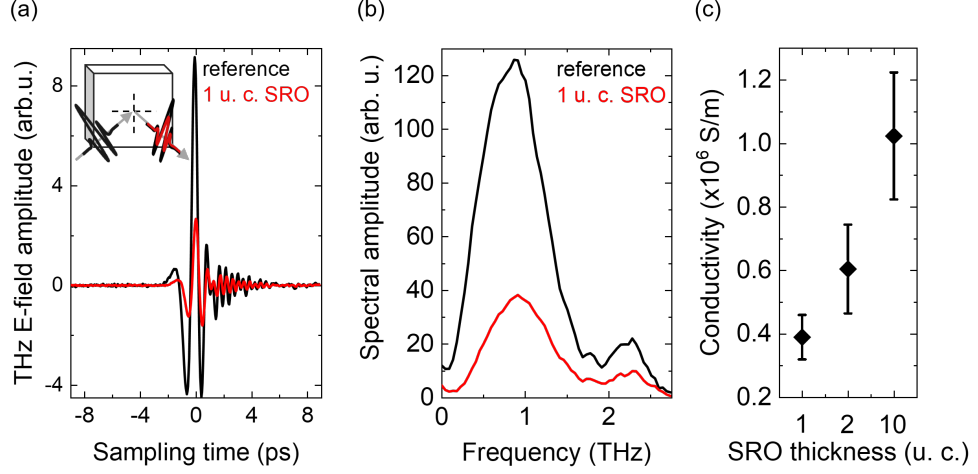 (a)
THz E-field amplitude (arb.u.)
8
4
0
-4
reference
1 u. c. SRO
-8 -4 0 4 8
Sampling time (ps)
(b)
Spectral amplitude (arb. u.)
120
100
80
60
40
20
0
reference
1 u. c. SRO
0 1 2
Frequency (THz)
(c)
Conductivity (x10⁶ S/m)
1.2
1.0
0.8
0.6
0.4
0.2
1 2 10
SRO thickness (u. c.)